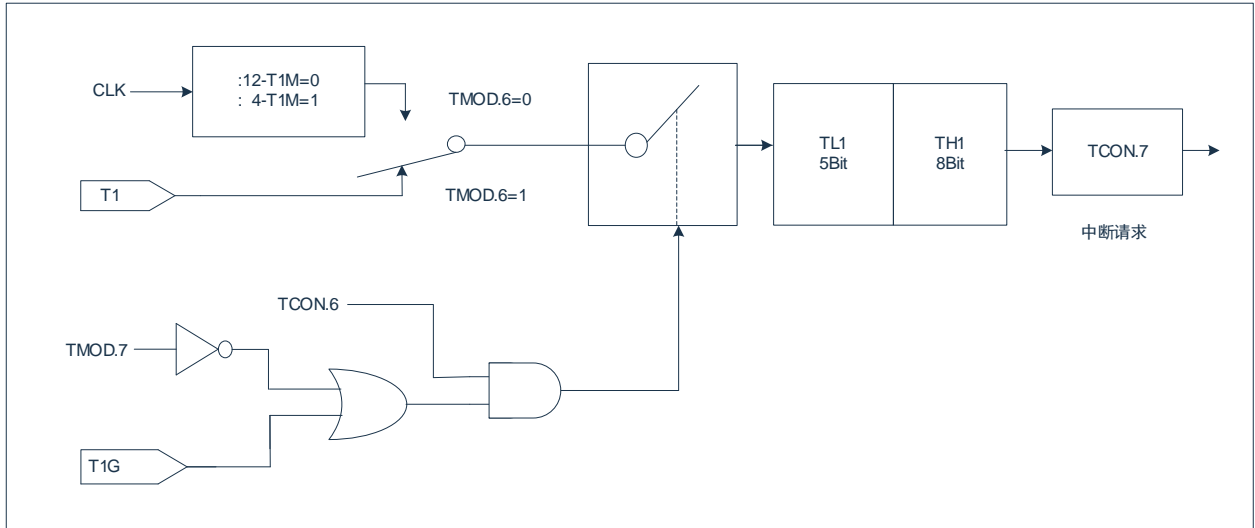 :12-T1M=0
: 4-T1M=1
CLK
TMOD.6=0
T1
TMOD.6=1
TL1
5Bit
TH1
8Bit
TCON.7
中断请求
TCON.6
TMOD.7
T1G